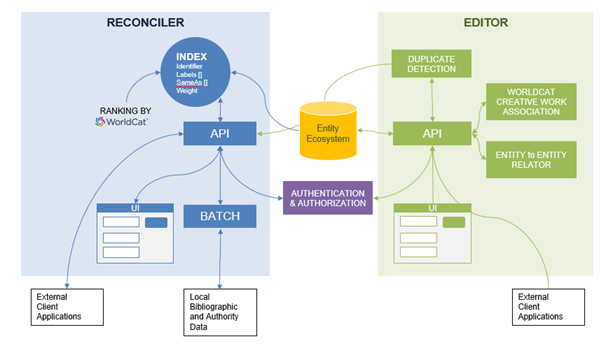 RECONCILER
EDITOR
INDEX
Identifier
Labels []
SameAs []
Weight
RANKING BY
WorldCat
API
UI
BATCH
Entity
Ecosystem
AUTHENTICATION
& AUTHORIZATION
DUPLICATE
DETECTION
API
WORLDCAT
CREATIVE WORK
ASSOCIATION
ENTITY to ENTITY
RELATOR
UI
External
Client
Applications
Local
Bibliographic
and Authority
Data
External
Client
Applications